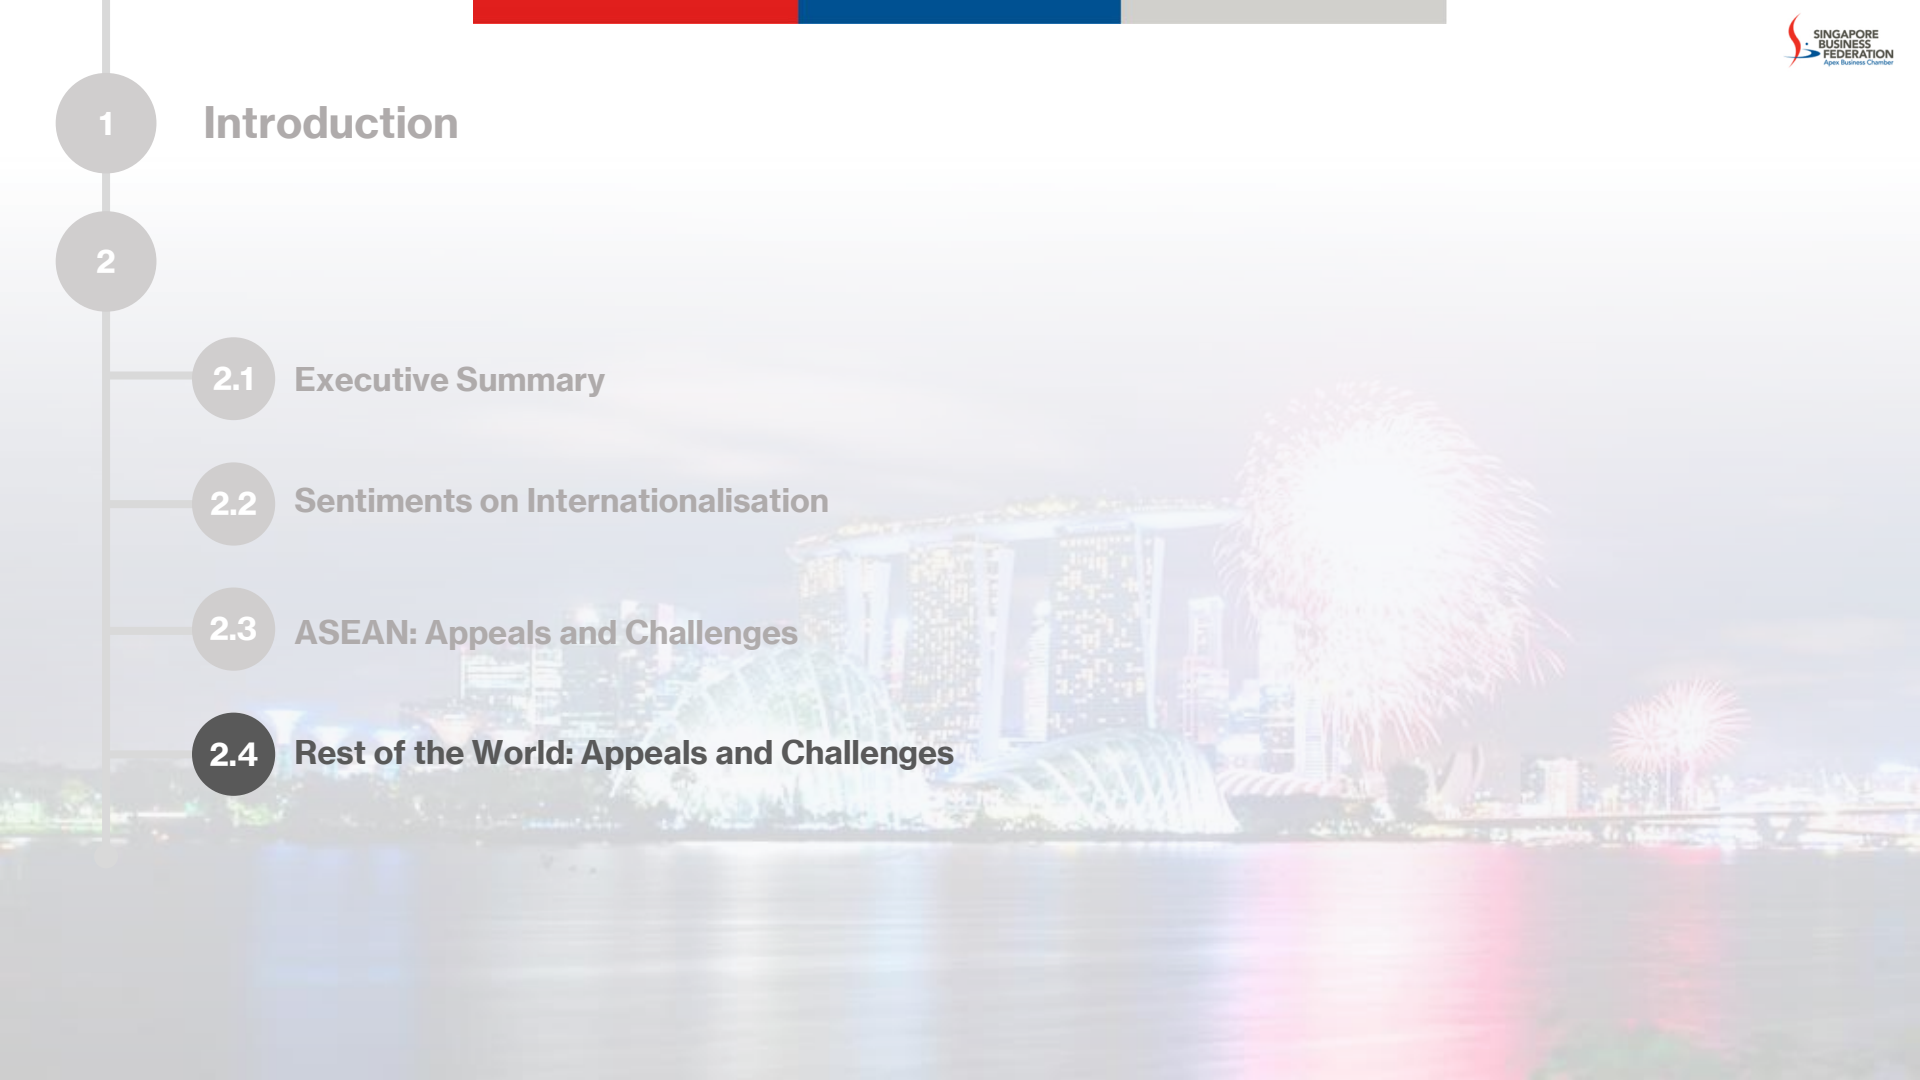 SINGAPORE
BUSINESS
FEDERATION
Apex Business Chamber
1
Introduction
2
2.1
Executive Summary
2.2
Sentiments on Internationalisation
2.3
ASEAN: Appeals and Challenges
2.4
Rest of the World: Appeals and Challenges